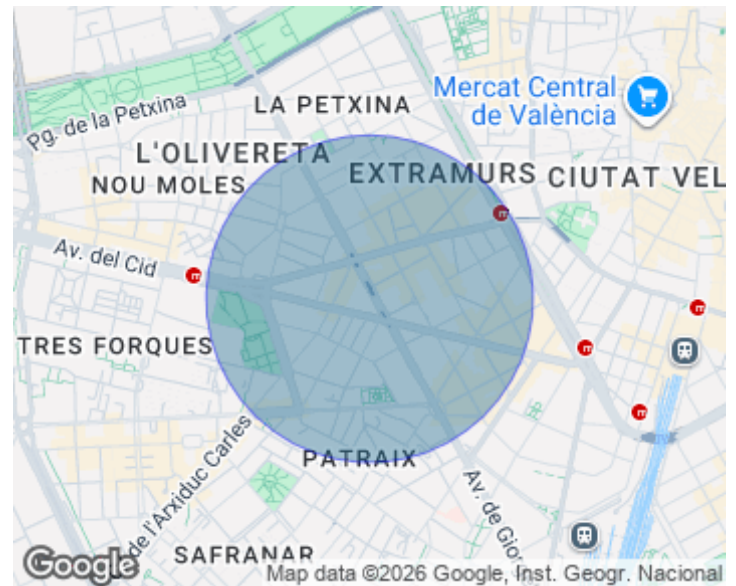 Mercat Central
de València
LA PETXINA
Pg. de la Petxina
L'OLIVERETA
NOU MOLES
EXTRAMURS
CIUTAT VEL
Av. del Cid
TRES FORQUES
PATRAIX
de l'Arxiduc Carles
Av. de Gior
SAFRANAR
Google
Map data ©2026 Google, Inst. Geogr. Nacional